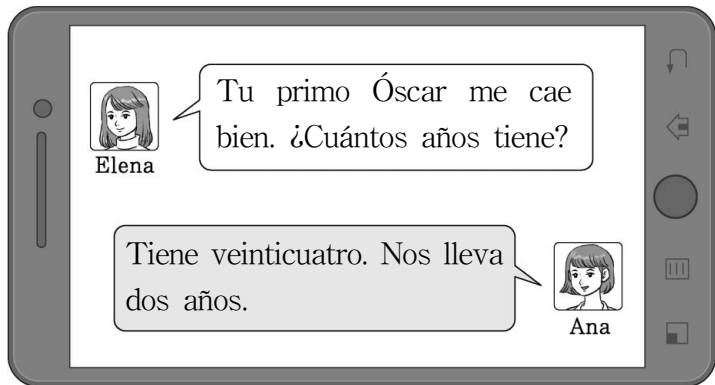 Tu primo Óscar me cae
bien. ¿Cuántos años tiene?
Elena
Tiene veinticuatro. Nos lleva
dos años.
Ana